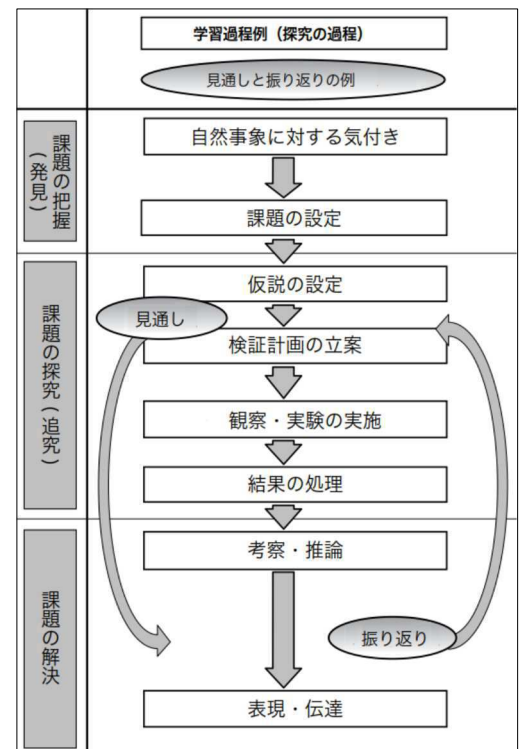 学習過程例（探究の過程）
見通しと振り返りの例
課題の把握
（発見）
自然事象に対する気付き
課題の設定
課題の探究（追究）
仮説の設定
見通し
検証計画の立案
観察・実験の実施
結果の処理
課題の解決
考察・推論
振り返り
表現・伝達